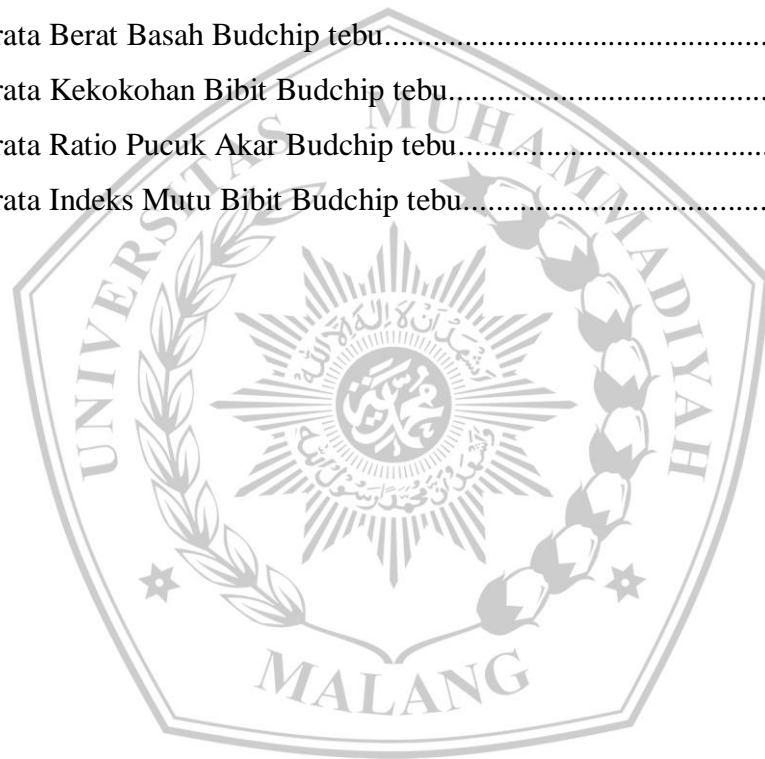 rata Berat Basah Budchip tebu..........................................
rata Kekokohan Bibit Budchip tebu..................................
rata Ratio Pucuk Akar Budchip tebu.................................
rata Indeks Mutu Bibit Budchip tebu.................................
UNIVERSITAS MUHAMMADIYAH
MALANG